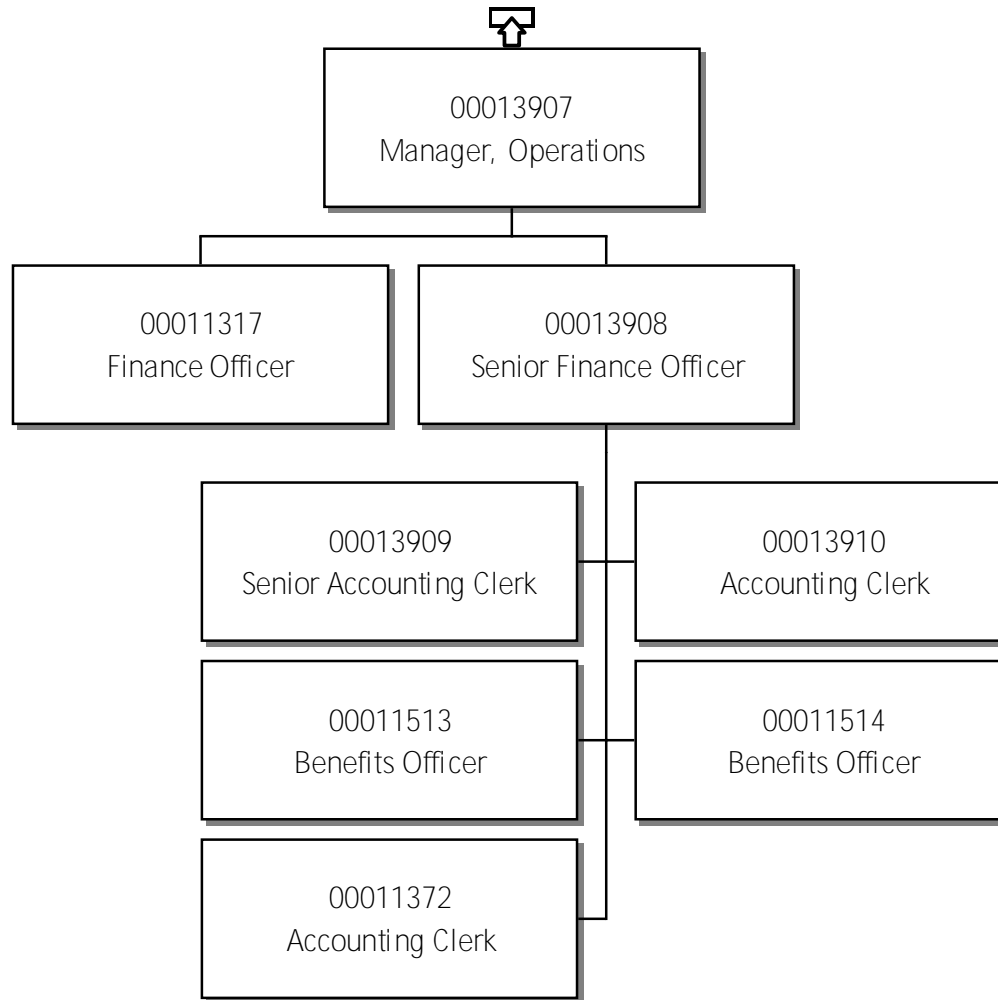 00013907
Manager, Operations
00011317
Finance Officer
00013908
Senior Finance Officer
00013909
Senior Accounting Clerk
00013910
Accounting Clerk
00011513
Benefits Officer
00011514
Benefits Officer
00011372
Accounting Clerk